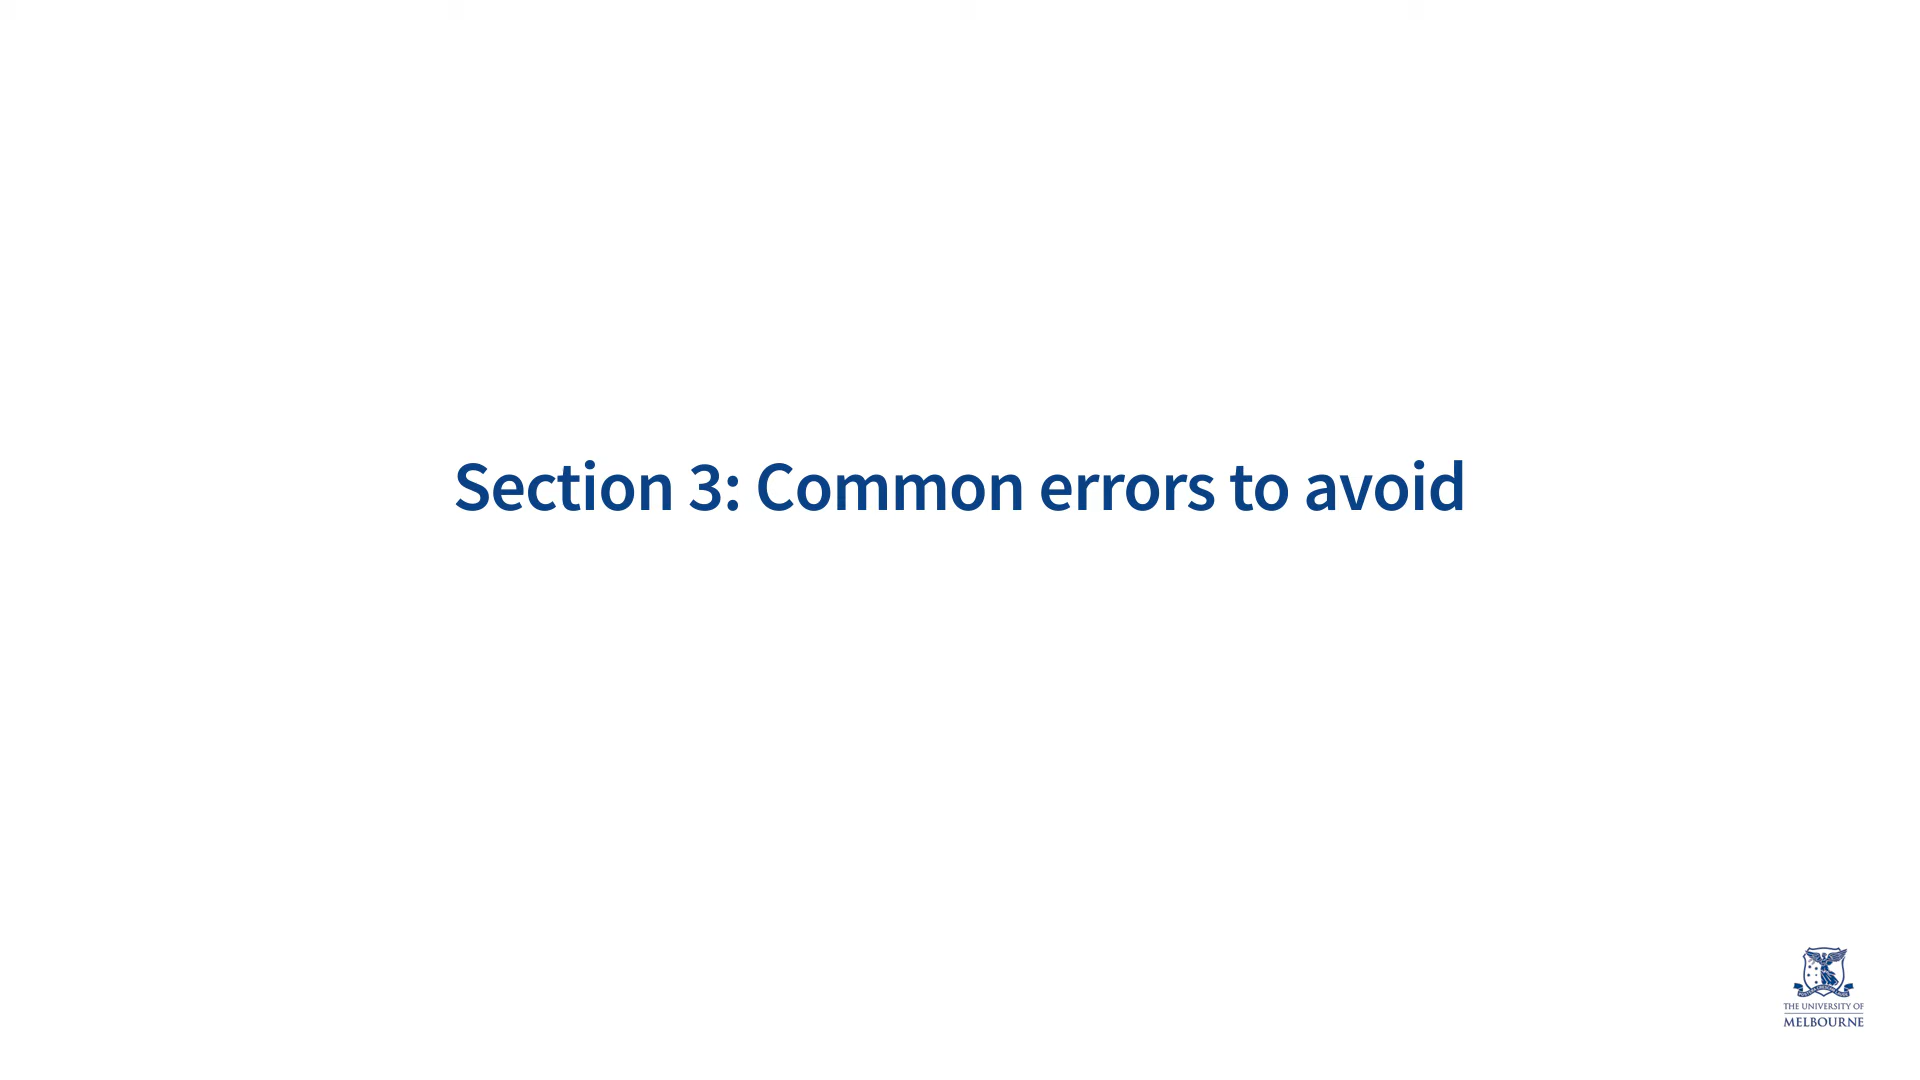 Section 3: Common errors to avoid
THE UNIVERSITY OF
MELBOURNE